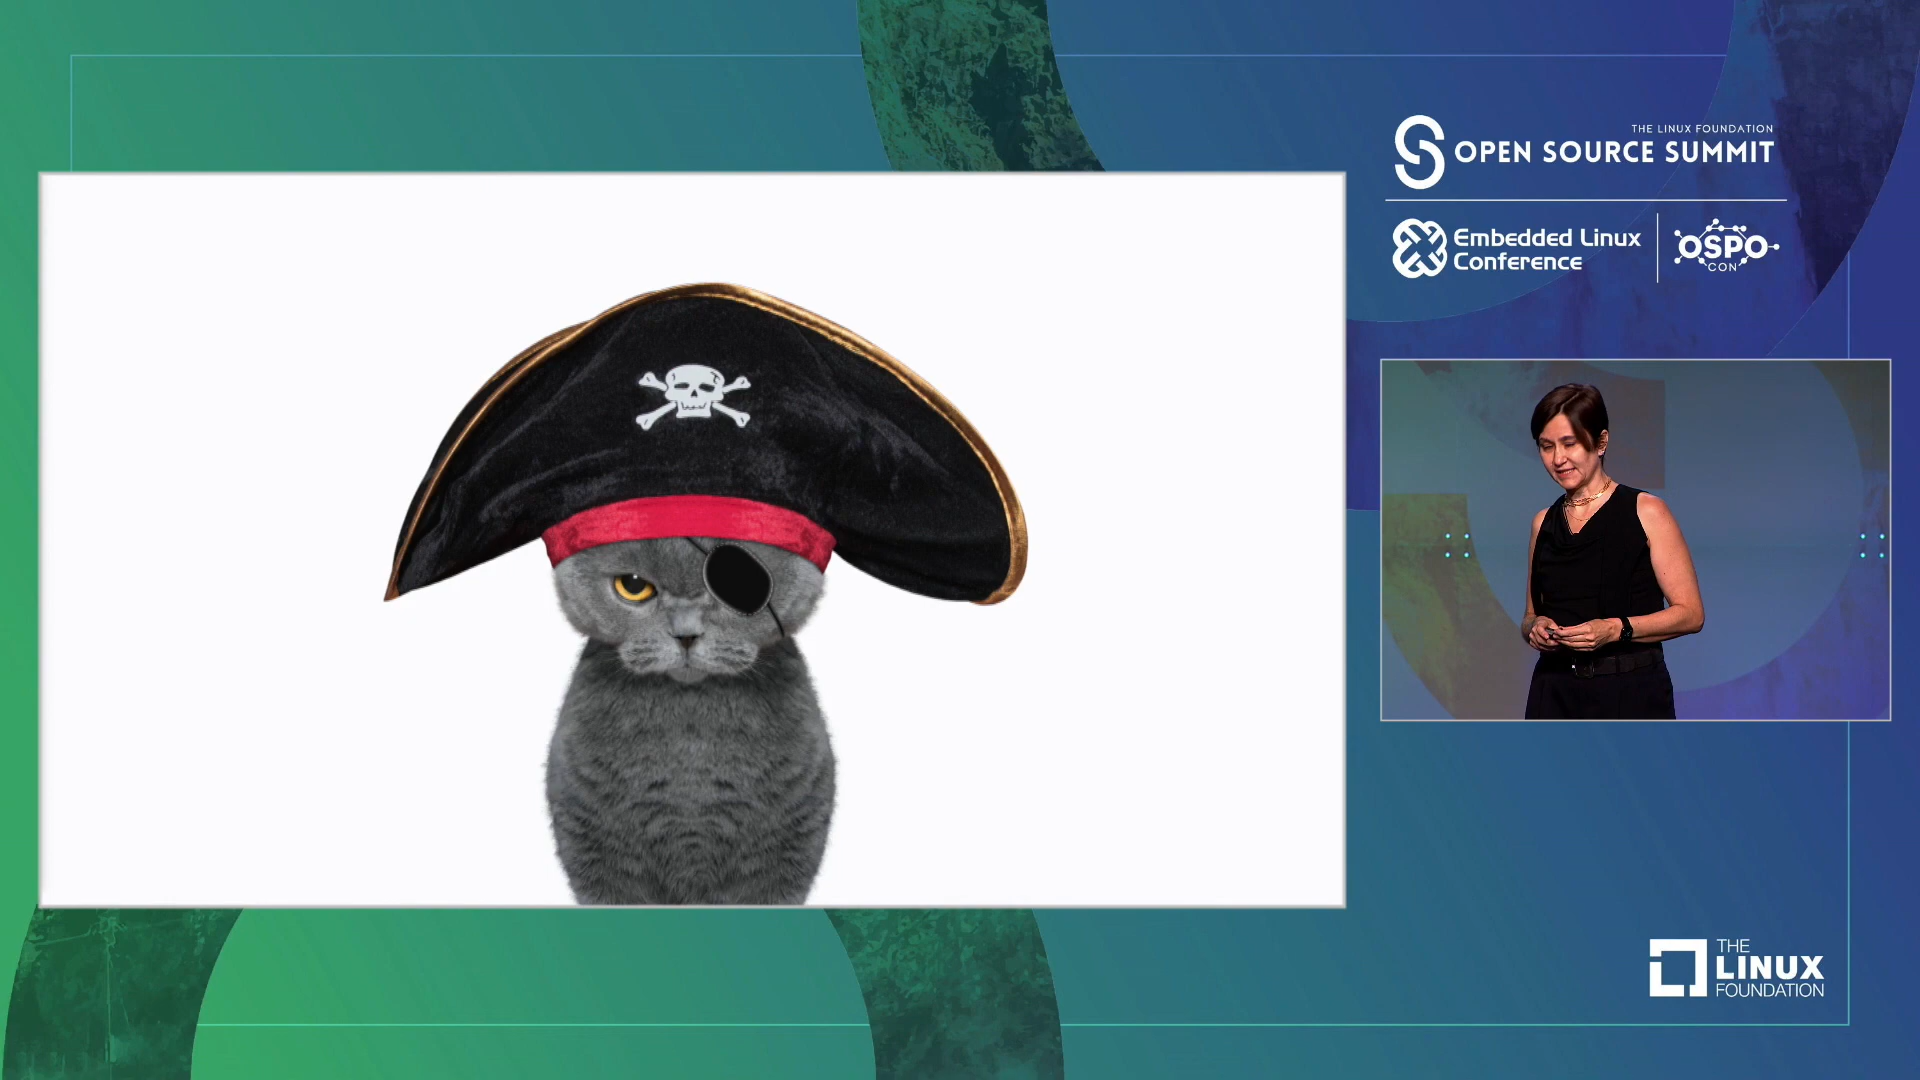 THE LINUX FOUNDATION
OPEN SOURCE SUMMIT
Embedded Linux
Conference
OSPO
CON
THE
LINUX
FOUNDATION